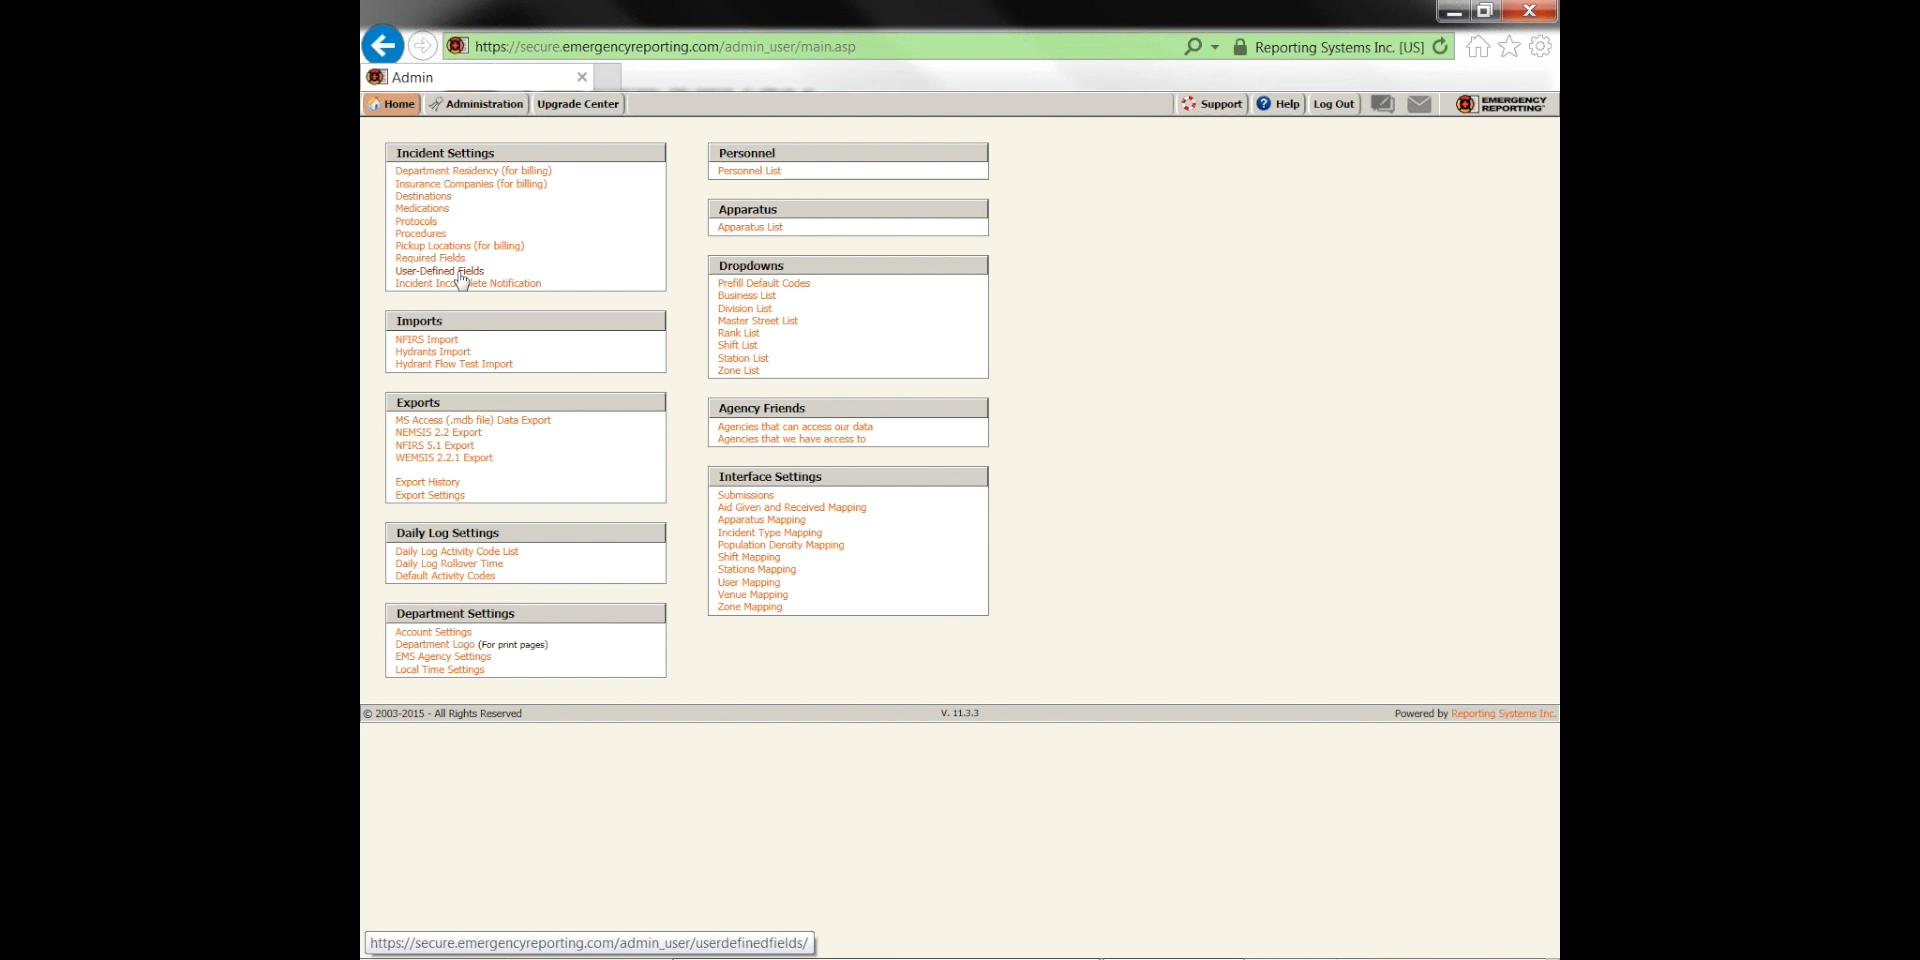 https://secure.emergencyreporting.com/admin_user/main.asp
Reporting Systems Inc. [US]
Admin
Home
Administration
Upgrade Center
Support
Help
Log Out
EMERGENCY
REPORTING
Incident Settings
Department Residency (for billing)
Insurance Companies (for billing)
Destinations
Medications
Protocols
Procedures
Pickup Locations (for billing)
Required Fields
User-Defined Fields
Incident Notification
Imports
NFIRS Import
Hydrants Import
Hydrant Flow Test Import
Exports
MS Access (.mdb file) Data Export
NEMSIS 2.2 Export
NFIRS 5.1 Export
WEMSIS 2.2.1 Export
Export History
Export Settings
Daily Log Settings
Daily Log Activity Code List
Daily Log Rollover Time
Default Activity Codes
Department Settings
Account Settings
Department Logo (For print pages)
EMS Agency Settings
Local Time Settings
Personnel
Personnel List
Apparatus
Apparatus List
Dropdowns
Prefill Default Codes
Business List
Division List
Master Street List
Rank List
Shift List
Station List
Zone List
Agency Friends
Agencies that can access our data
Agencies that we have access to
Interface Settings
Submissions
Aid Given and Received Mapping
Apparatus Mapping
Incident Type Mapping
Population Density Mapping
Shift Mapping
Stations Mapping
User Mapping
Venue Mapping
Zone Mapping
© 2003-2015 - All Rights Reserved
V. 11.3.3
Powered by Reporting Systems Inc.
https://secure.emergencyreporting.com/admin_user/userdefinedfields/